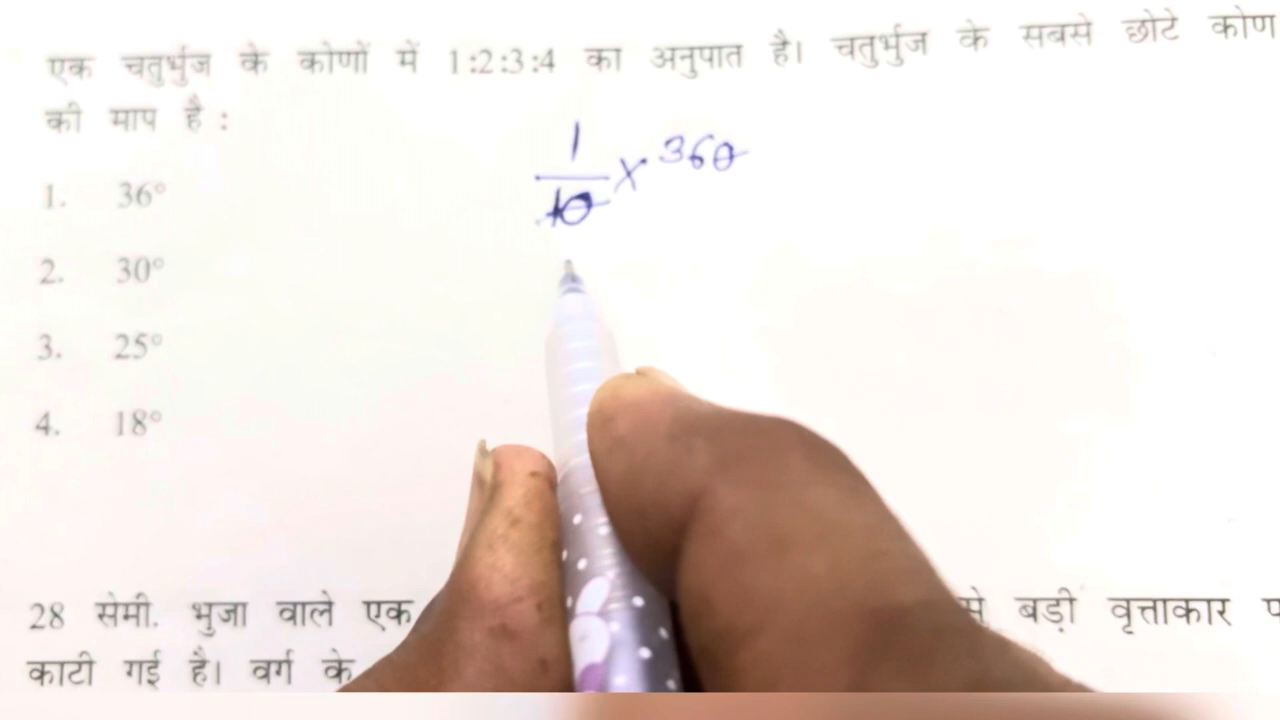 एक चतुर्भुज के कोणों में 1:2:3:4 का अनुपात है। चतुर्भुज के सबसे छोटे कोण
की माप है :
1. 36°
2. 30°
3. 25°
4. 18°
1/10 × 360
28 सेमी. भुजा वाले एक से बड़ी वृत्ताकार
काटी गई है। वर्ग के